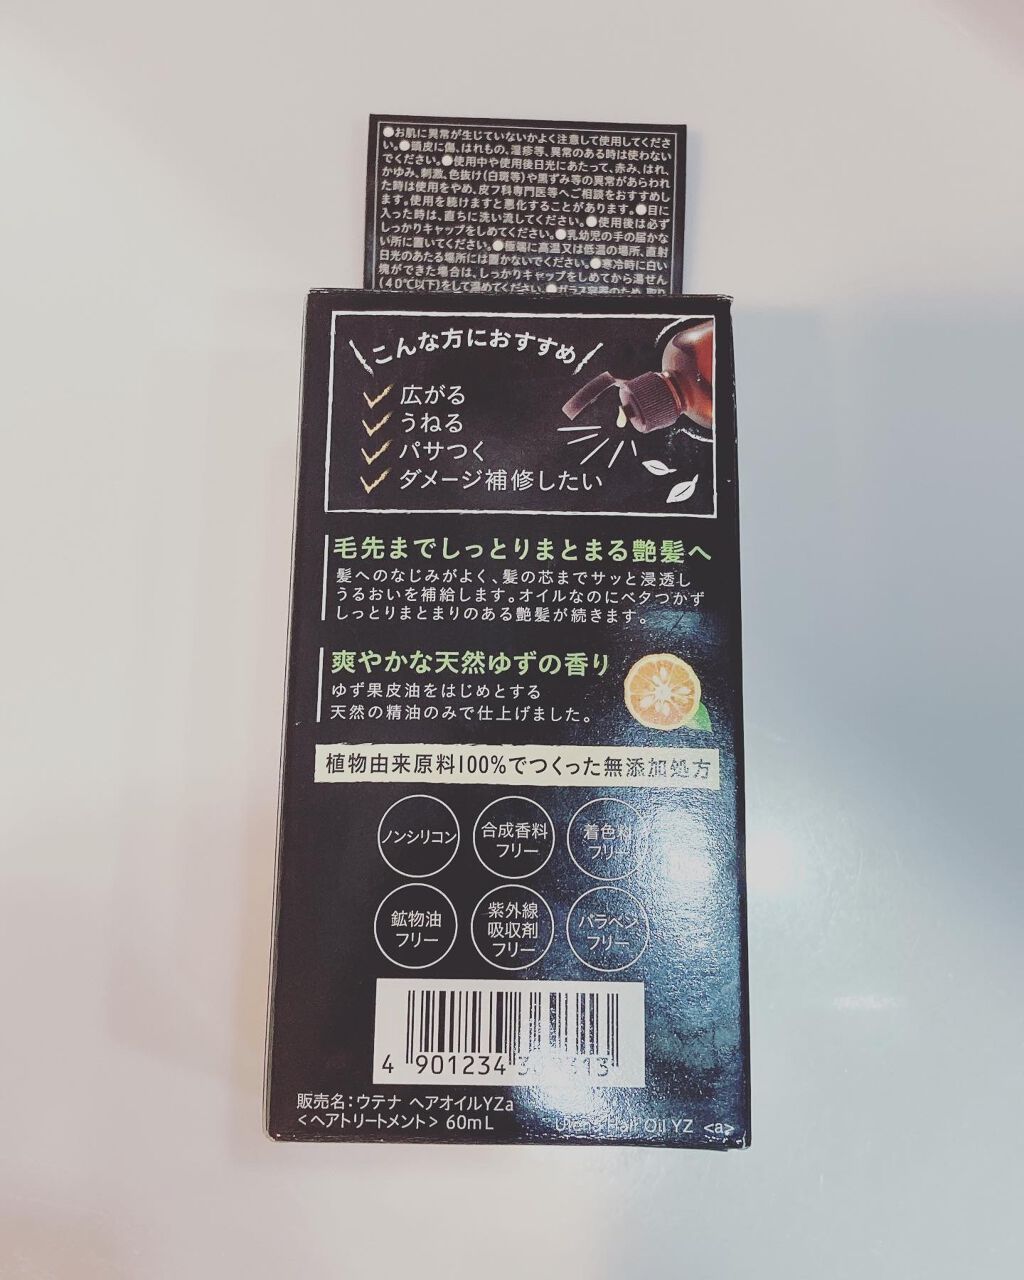 ●お肌に異常が生じていないかよく注意して使用してくださ
い。●頭皮に傷、はれもの、湿疹等、異常のある時は使わない
でください。●使用中や使用後日光にあたって、赤み、はれ、
かゆみ、刺激、色抜け(白斑等)や黒ずみ等の異常があらわれ
た時は使用をやめ、皮フ科専門医等へご相談をおすすめし
ます。使用を続けますと悪化することがあります。●目に
入った時は、直ちに洗い流してください。●使用後は必ず
しっかりキャップをしめてください。●乳幼児の手の届かな
い所に置いてください。●極端に高温又は低温の場所、直射
日光のあたる場所には置かないでください。●寒冷時に白い
塊ができた場合は、しっかりキャップをしめてから湯せん
(40℃以下)をして温めてください。●ガラス容器のため、取り
こんな方におすすめ
広がる
うねる
パサつく
ダメージ補修したい
毛先までしっとりまとまる艶髪へ
髪へのなじみがよく、髪の芯までサッと浸透し
うるおいを補給します。オイルなのにベタつかず
しっとりまとまりのある艶髪が続きます。
爽やかな天然ゆずの香り
ゆず果皮油をはじめとする
天然の精油のみで仕上げました。
植物由来原料100%でつくった無添加処方
ノンシリコン
合成香料
フリー
着色料
フリー
鉱物油
フリー
紫外線
吸収剤
フリー
パラベン
フリー
4 901234
販売名:ウテナ ヘアオイルYZa
<ヘアトリートメント> 60mL
Utena Hair Oil YZ <a>